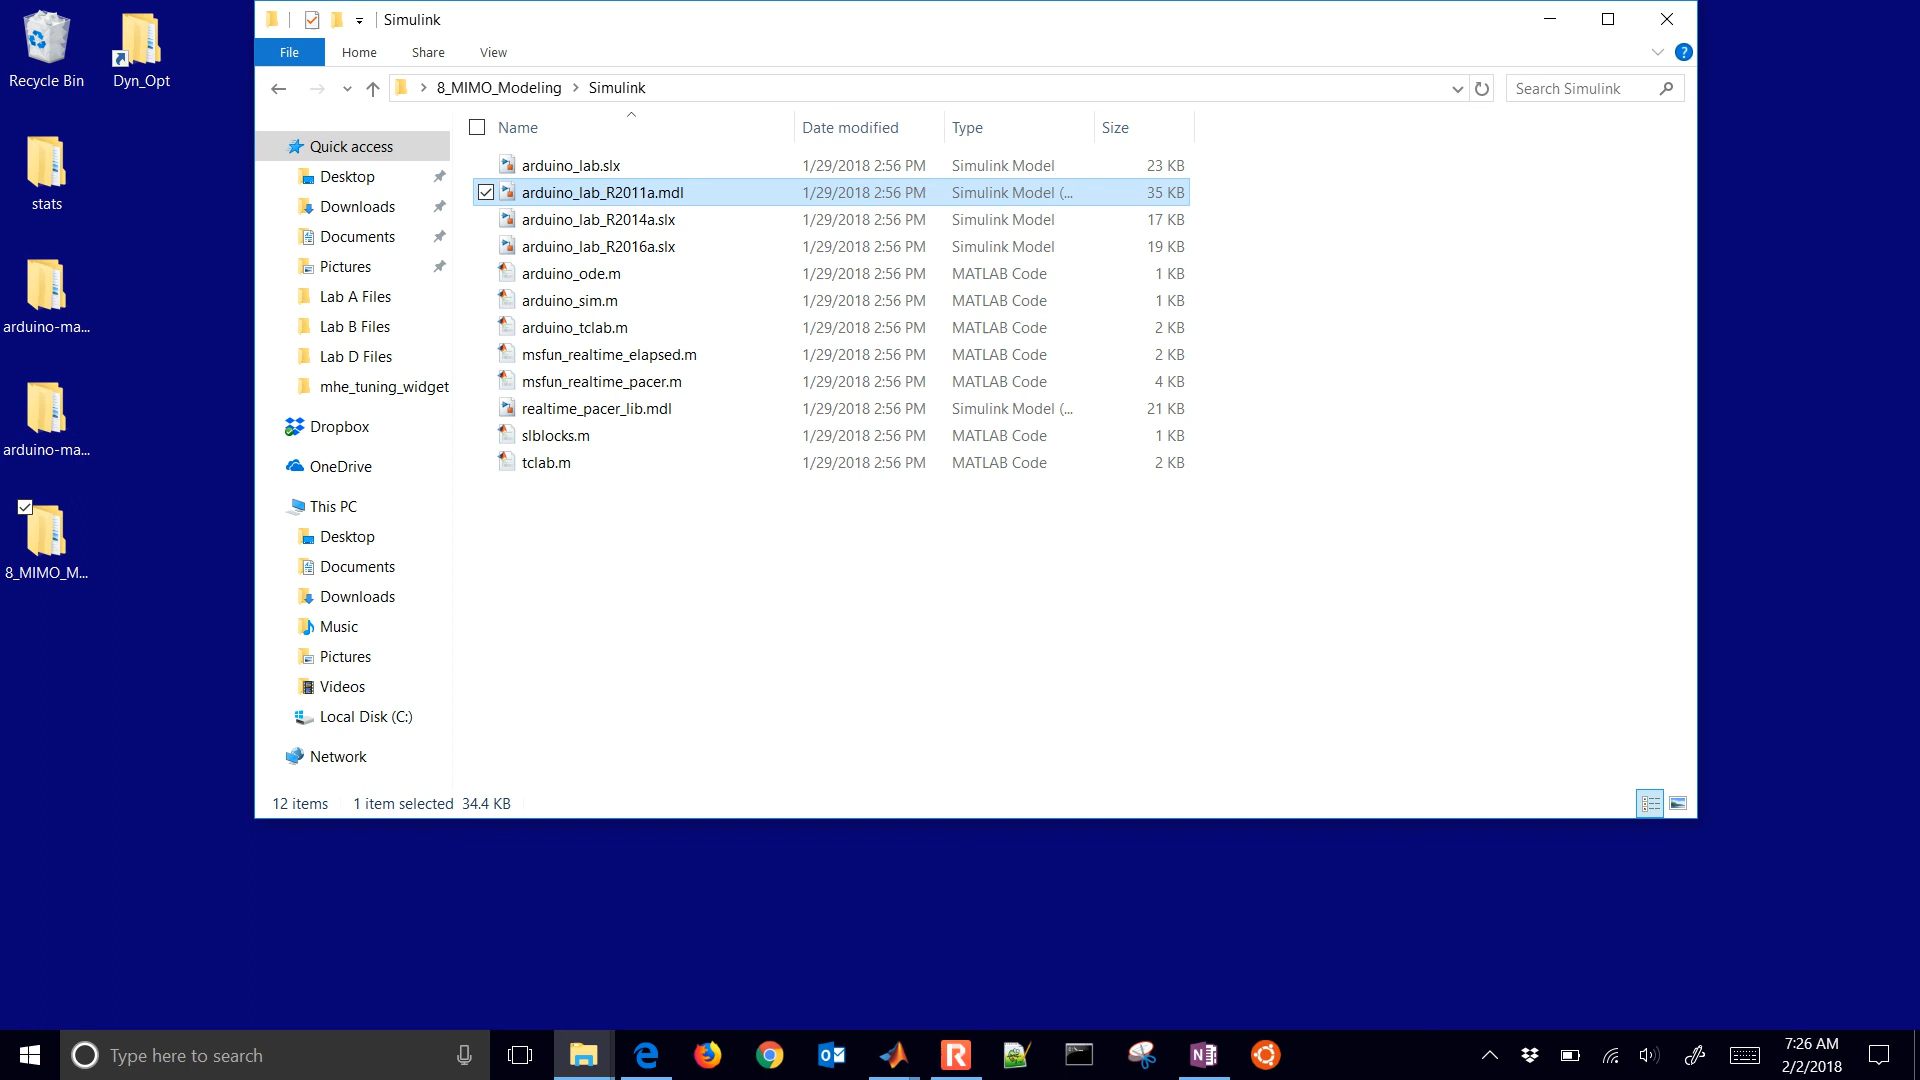 Simulink
File Home Share View
8_MIMO_Modeling Simulink
Search Simulink
Name Date modified Type Size
arduino_lab.slx 1/29/2018 2:56 PM Simulink Model 23 KB
arduino_lab_R2011a.mdl 1/29/2018 2:56 PM Simulink Model (... 35 KB
arduino_lab_R2014a.slx 1/29/2018 2:56 PM Simulink Model 17 KB
arduino_lab_R2016a.slx 1/29/2018 2:56 PM Simulink Model 19 KB
arduino_ode.m 1/29/2018 2:56 PM MATLAB Code 1 KB
arduino_sim.m 1/29/2018 2:56 PM MATLAB Code 1 KB
arduino_tclab.m 1/29/2018 2:56 PM MATLAB Code 2 KB
msfun_realtime_elapsed.m 1/29/2018 2:56 PM MATLAB Code 2 KB
msfun_realtime_pacer.m 1/29/2018 2:56 PM MATLAB Code 4 KB
realtime_pacer_lib.mdl 1/29/2018 2:56 PM Simulink Model (... 21 KB
slblocks.m 1/29/2018 2:56 PM MATLAB Code 1 KB
tclab.m 1/29/2018 2:56 PM MATLAB Code 2 KB
Quick access
Desktop
Downloads
Documents
Pictures
Lab A Files
Lab B Files
Lab D Files
mhe_tuning_widget
Dropbox
OneDrive
This PC
Desktop
Documents
Downloads
Music
Pictures
Videos
Local Disk (C:)
Network
12 items 1 item selected 34.4 KB
Recycle Bin
Dyn_Opt
stats
arduino-ma...
arduino-ma...
8_MIMO_M...
Type here to search
7:26 AM
2/2/2018